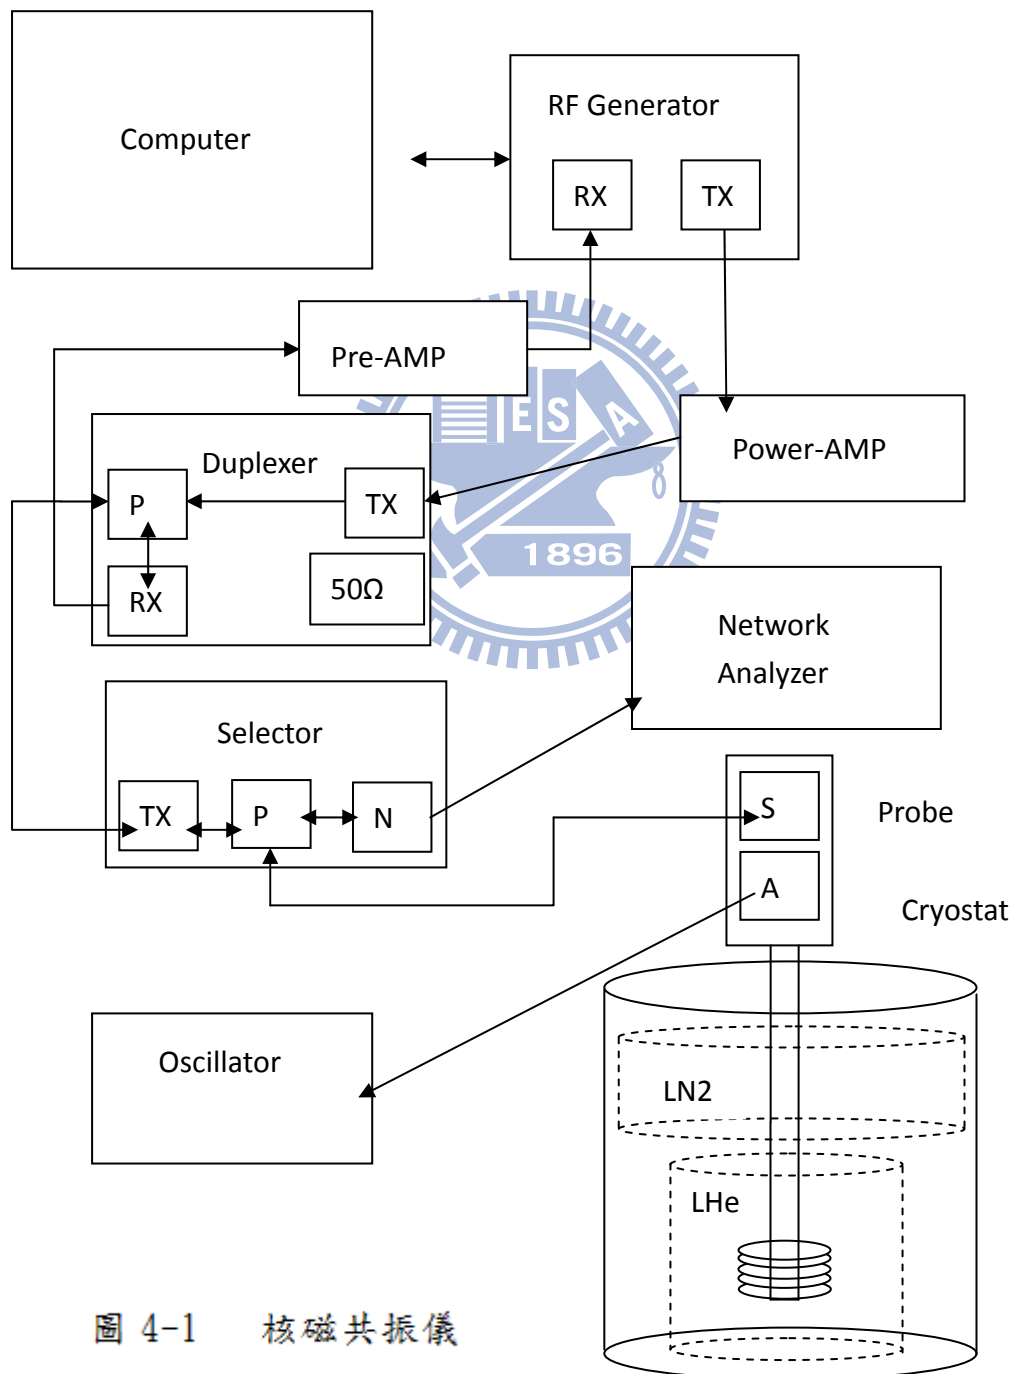 Computer
RF Generator
RX
TX
Pre-AMP
E S A
Power-AMP
Duplexer
P
TX
RX
50Ω
1896
Network
Analyzer
Selector
TX
P
N
S
Probe
A
Cryostat
Oscillator
LN2
LHe
圖 4-1 核磁共振儀